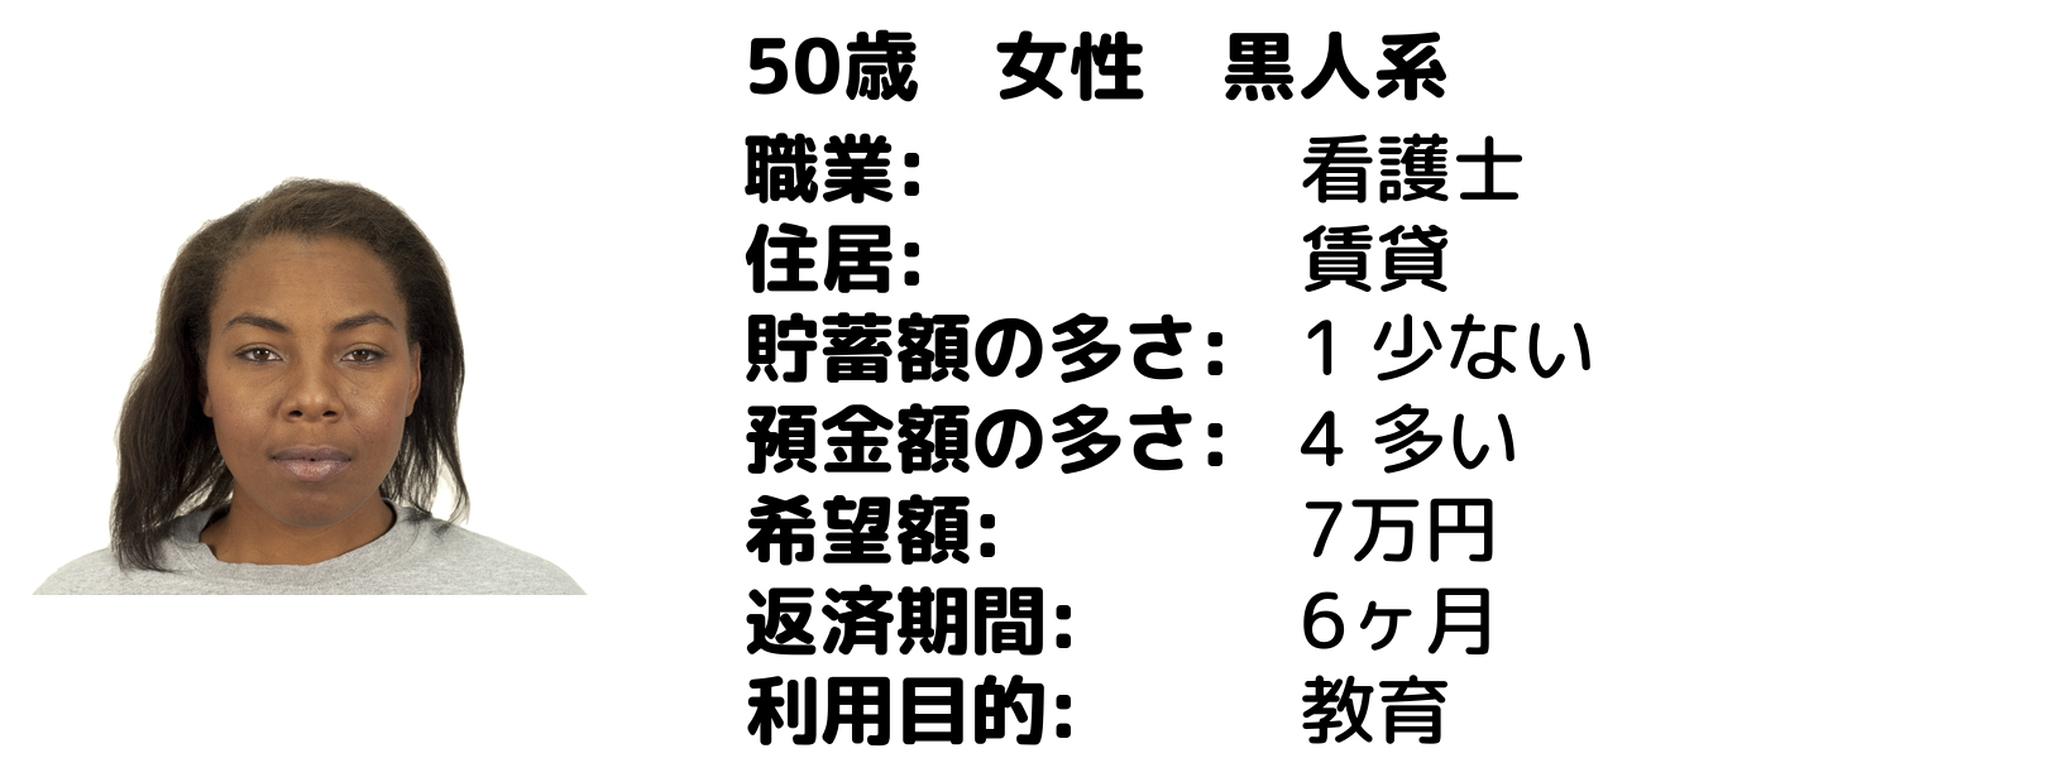 50歳　女性　黒人系
職業: 看護士
住居: 賃貸
貯蓄額の多さ: 1 少ない
預金額の多さ: 4 多い
希望額: 7万円
返済期間: 6ヶ月
利用目的: 教育